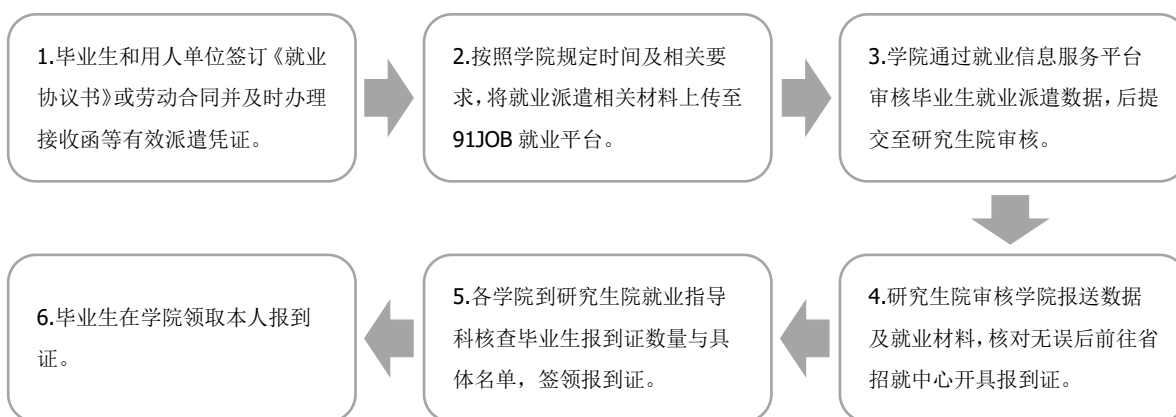 1.毕业生和用人单位签订《就业
协议书》或劳动合同并及时办理
接收函等有效派遣凭证。
2.按照学院规定时间及相关要
求,将就业派遣相关材料上传至
91JOB 就业平台。
3.学院通过就业信息服务平台
审核毕业生就业派遣数据,后提
交至研究生院审核。
4.研究生院审核学院报送数据
及就业材料,核对无误后前往省
招就中心开具报到证。
5.各学院到研究生院就业指导
科核查毕业生报到证数量与具
体名单，签领报到证。
6.毕业生在学院领取本人报到
证。